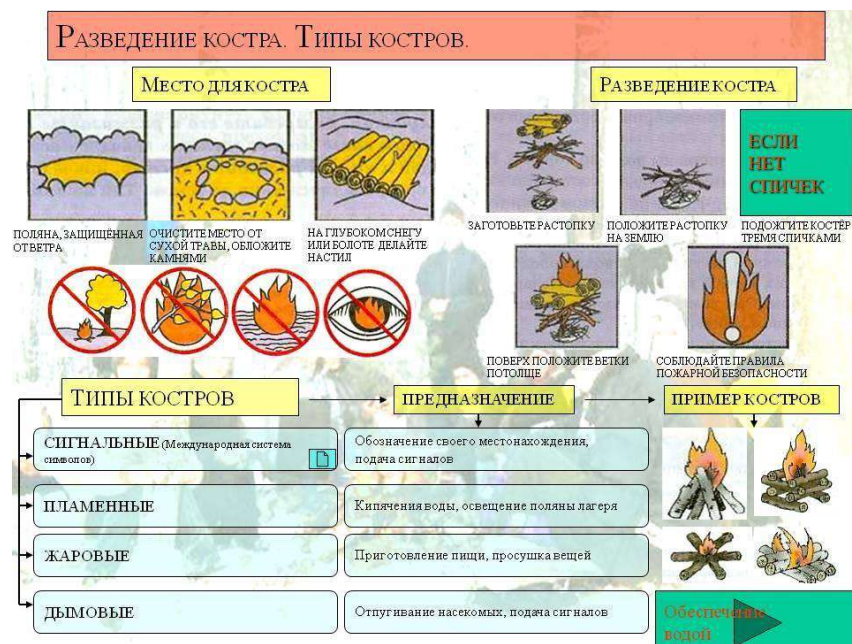 РАЗВЕДЕНИЕ КОСТРА. ТИПЫ КОСТРОВ.
МЕСТО ДЛЯ КОСТРА
РАЗВЕДЕНИЕ КОСТРА
ПОЛЯНА, ЗАЩИЩЁННАЯ
ОТ ВЕТРА
ОЧИСТИТЕ МЕСТО ОТ
СУХОЙ ТРАВЫ, ОБЛОЖИТЕ
КАМНЯМИ
НА ГЛУБОКОМ СНЕГУ
ИЛИ БОЛОТЕ ДЕЛАЙТЕ
НАСТИЛ
ЗАГОТОВЬТЕ РАСТОПКУ
ПОЛОЖИТЕ РАСТОПКУ
НА ЗЕМЛЮ
ЕСЛИ
НЕТ
СПИЧЕК
ПОДОЖГИТЕ КОСТЁР
ТРЕМЯ СПИЧКАМИ
ПОВЕРХ ПОЛОЖИТЕ ВЕТКИ
ПОТОЛЩЕ
СОБЛЮДАЙТЕ ПРАВИЛА
ПОЖАРНОЙ БЕЗОПАСНОСТИ
ТИПЫ КОСТРОВ
ПРЕДНАЗНАЧЕНИЕ
ПРИМЕР КОСТРОВ
СИГНАЛЬНЫЕ (Международная система
символов)
Обозначение своего местонахождения,
подача сигналов
ПЛАМЕННЫЕ
Кипячения воды, освещение поляны лагеря
ЖАРОВЫЕ
Приготовление пищи, просушка вещей
ДЫМОВЫЕ
Отпугивание насекомых, подача сигналов
Обеспечение
водой